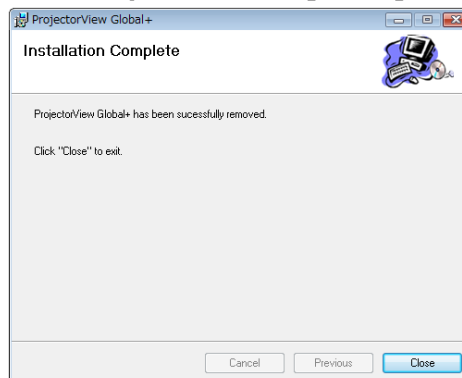 ProjectorView Global+
Installation Complete
ProjectorView Global+ has been sucessfully removed.
Click "Close" to exit.
Cancel
Previous
Close